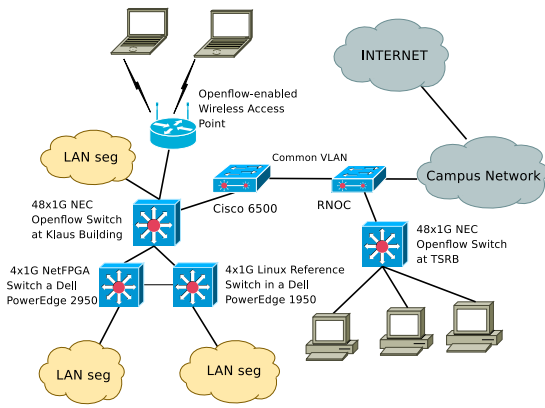 INTERNET
Openflow-enabled
Wireless Access
Point
LAN seg
Common VLAN
Campus Network
Cisco 6500
RNOC
48x1G NEC
Openflow Switch
at Klaus Building
48x1G NEC
Openflow Switch
at TSRB
4x1G NetFPGA
Switch a Dell
PowerEdge 2950
4x1G Linux Reference
Switch in a Dell
PowerEdge 1950
LAN seg
LAN seg